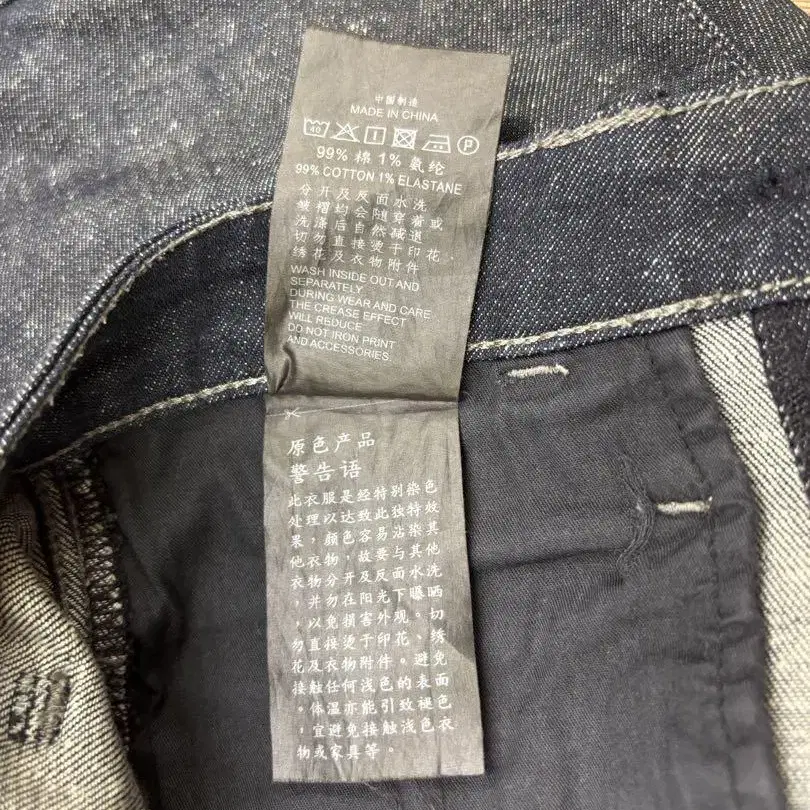 中国制造
MADE IN CHINA
40 P
99% 棉 1% 氨纶
99% COTTON 1% ELASTANE
分开及反面水洗
皱褶约会随穿着或
洗涤后自然减退
切勿直接烫于印花.
绣花及衣物附件
WASH INSIDE OUT AND
SEPARATELY
DURING WEAR AND CARE
THE CREASE EFFECT
WILL REDUCE
DO NOT IRON PRINT
AND ACCESSORIES.
原色产品
警告语
此衣服是经特别染色
处理以达致此独特效
果，颜色容易沾染其
他衣物，故要与其他
衣物分开及反面水洗
，并勿在阳光下曝晒
，以免损害外观。切
勿直接烫于印花、绣
花及衣物附件。避免
接触任何浅色的表面
。体温亦能引致褪色
，宜避免接触浅色衣
物或家具等。